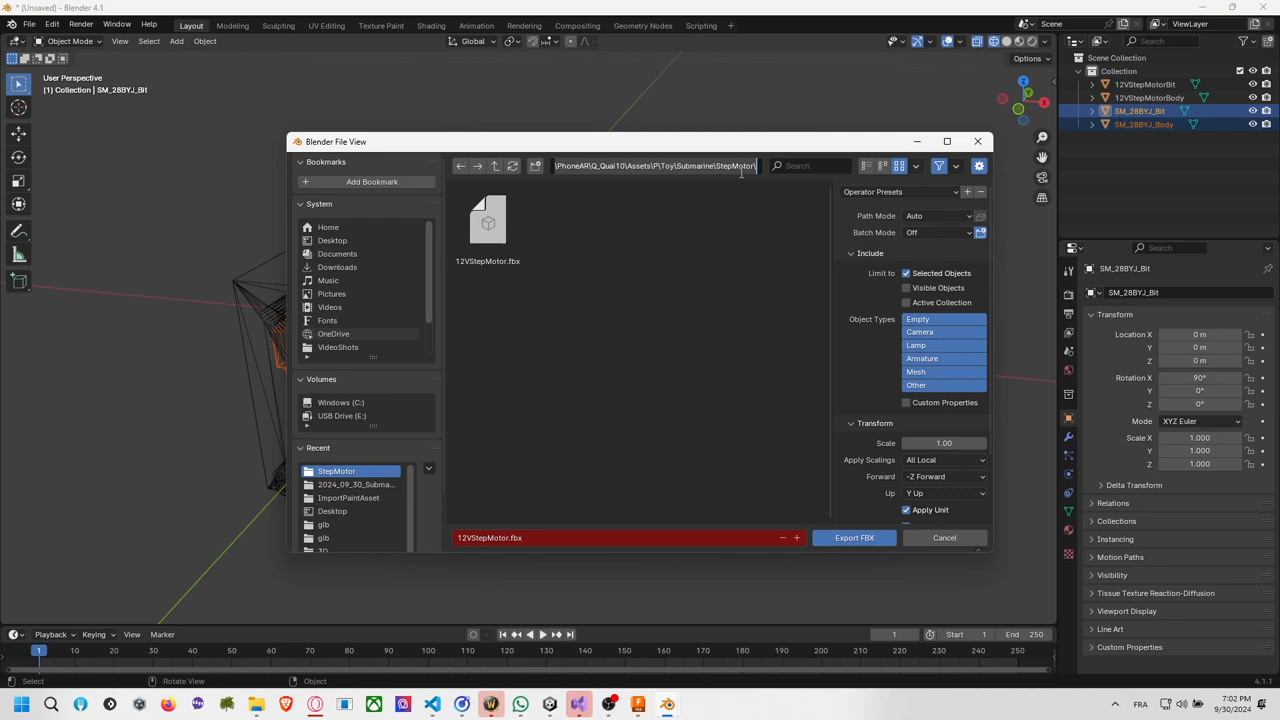 * (Unsaved) - Blender 4.1
File Edit Render Window Help Layout Modeling Sculpting UV Editing Texture Paint Shading Animation Rendering Compositing Geometry Nodes Scripting + Scene ViewLayer
Object Mode View Select Add Object Global Search
Options
User Perspective
(1) Collection | SM_28BYJ_Bit
Scene Collection
Collection
12VStepMotorBit
12VStepMotorBody
SM_28BYJ_Bit
SM_28BYJ_Body
Z
Y
X
Blender File View
Bookmarks
Add Bookmark
System
Home
Desktop
Documents
Downloads
Music
Pictures
Videos
Fonts
OneDrive
VideoShots
Volumes
Windows (C:)
USB Drive (E:)
Recent
StepMotor
2024_09_30_Subma...
ImportPaintAsset
Desktop
glb
glb
3D
\PhoneAR\Q_Quai10\Assets\P\Toy\Submarine\StepMotor\
Search
12VStepMotor.fbx
Operator Presets
Path Mode Auto
Batch Mode Off
Include
Limit to Selected Objects
Visible Objects
Active Collection
Object Types Empty
Camera
Lamp
Armature
Mesh
Other
Custom Properties
Transform
Scale 1.00
Apply Scalings All Local
Forward -Z Forward
Up Y Up
Apply Unit
12VStepMotor.fbx
Export FBX Cancel
Search
SM_28BYJ_Bit
SM_28BYJ_Bit
Transform
Location X 0 m
Y 0 m
Z 0 m
Rotation X 90°
Y 0°
Z 0°
Mode XYZ Euler
Scale X 1.000
Y 1.000
Z 1.000
Delta Transform
Relations
Collections
Instancing
Motion Paths
Visibility
Tissue Texture Reaction-Diffusion
Viewport Display
Line Art
Custom Properties
Playback Keying View Marker 1 Start 1 End 250
1 10 20 30 40 50 60 70 80 90 100 110 120 130 140 150 160 170 180 190 200 210 220 230 240 250
Select Rotate View Object 4.1.1
FRA
7:02 PM
9/30/2024